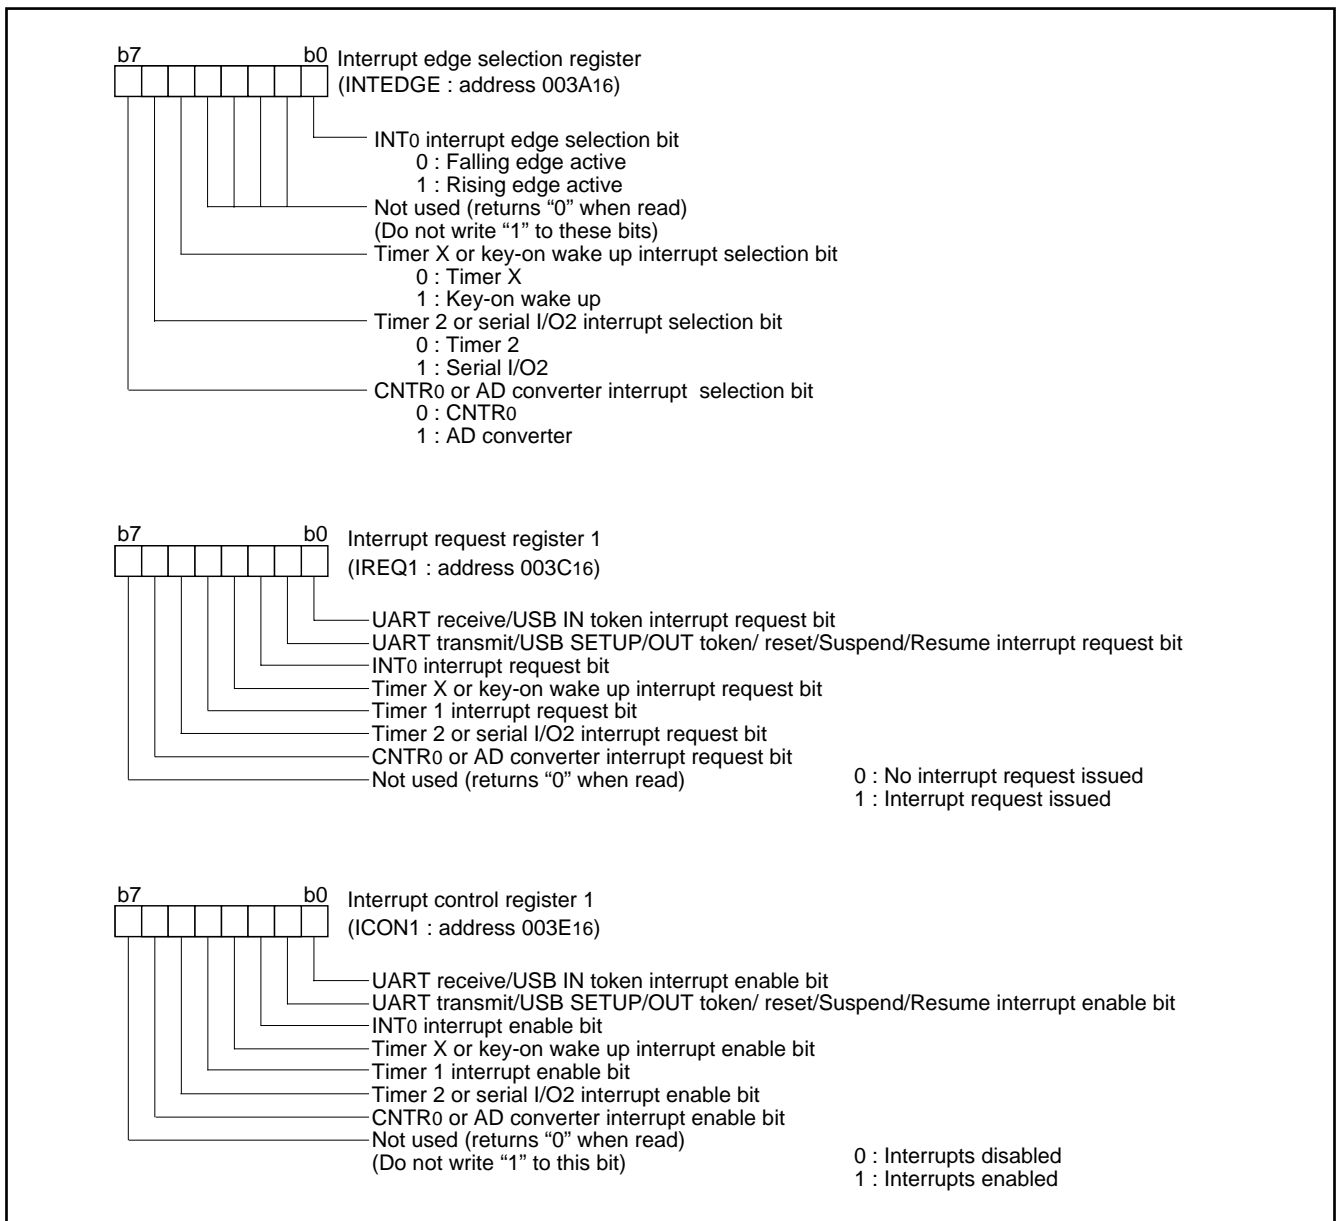 b7 b0 Interrupt edge selection register
(INTEDGE : address 003A16)
INT0 interrupt edge selection bit
0 : Falling edge active
1 : Rising edge active
Not used (returns “0” when read)
(Do not write “1” to these bits)
Timer X or key-on wake up interrupt selection bit
0 : Timer X
1 : Key-on wake up
Timer 2 or serial I/O2 interrupt selection bit
0 : Timer 2
1 : Serial I/O2
CNTR0 or AD converter interrupt selection bit
0 : CNTR0
1 : AD converter
b7 b0 Interrupt request register 1
(IREQ1 : address 003C16)
UART receive/USB IN token interrupt request bit
UART transmit/USB SETUP/OUT token/ reset/Suspend/Resume interrupt request bit
INT0 interrupt request bit
Timer X or key-on wake up interrupt request bit
Timer 1 interrupt request bit
Timer 2 or serial I/O2 interrupt request bit
CNTR0 or AD converter interrupt request bit
Not used (returns “0” when read)
0 : No interrupt request issued
1 : Interrupt request issued
b7 b0 Interrupt control register 1
(ICON1 : address 003E16)
UART receive/USB IN token interrupt enable bit
UART transmit/USB SETUP/OUT token/ reset/Suspend/Resume interrupt enable bit
INT0 interrupt enable bit
Timer X or key-on wake up interrupt enable bit
Timer 1 interrupt enable bit
Timer 2 or serial I/O2 interrupt enable bit
CNTR0 or AD converter interrupt enable bit
Not used (returns “0” when read)
(Do not write “1” to this bit)
0 : Interrupts disabled
1 : Interrupts enabled